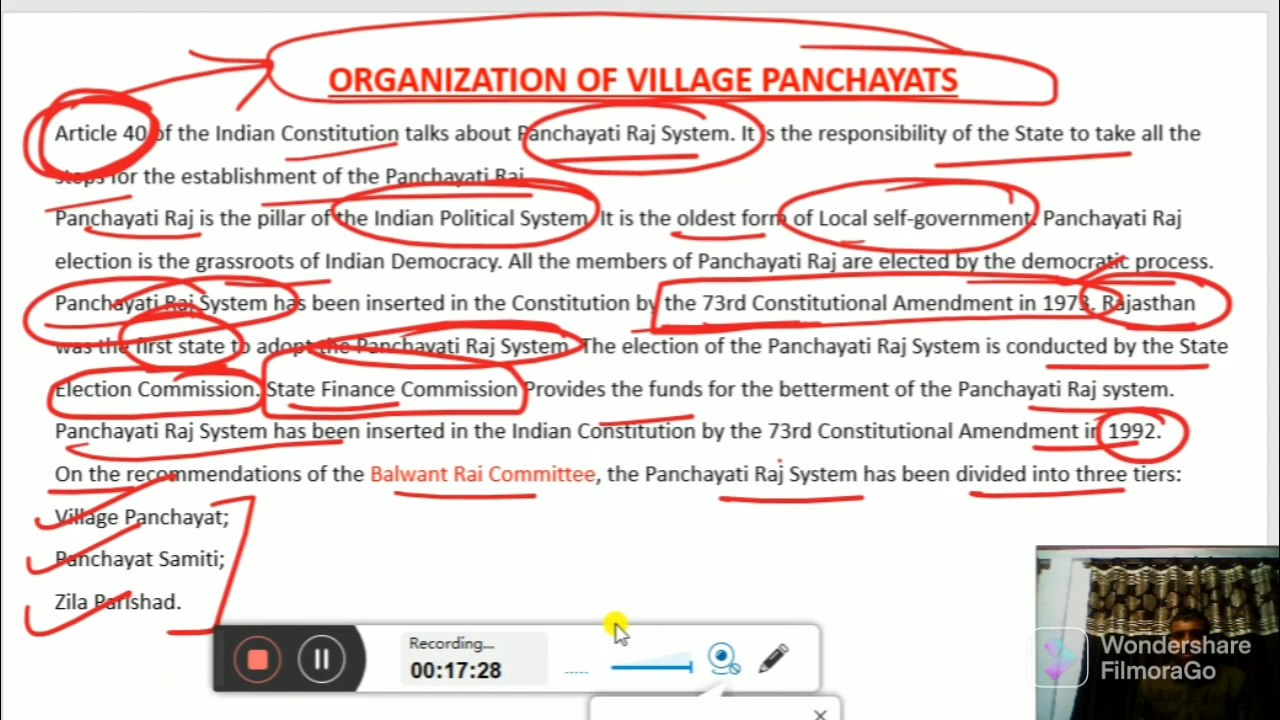 ORGANIZATION OF VILLAGE PANCHAYATS
Article 40 of the Indian Constitution talks about Panchayati Raj System. It is the responsibility of the State to take all the
steps for the establishment of the Panchayati Raj.
Panchayati Raj is the pillar of the Indian Political System. It is the oldest form of Local self-government. Panchayati Raj
election is the grassroots of Indian Democracy. All the members of Panchayati Raj are elected by the democratic process.
Panchayati Raj System has been inserted in the Constitution by the 73rd Constitutional Amendment in 1973. Rajasthan
was the first state to adopt the Panchayati Raj System. The election of the Panchayati Raj System is conducted by the State
Election Commission. State Finance Commission Provides the funds for the betterment of the Panchayati Raj system.
Panchayati Raj System has been inserted in the Indian Constitution by the 73rd Constitutional Amendment in 1992.
On the recommendations of the Balwant Rai Committee, the Panchayati Raj System has been divided into three tiers:
Village Panchayat;
Panchayat Samiti;
Zila Parishad.
Recording...
00:17:28
Wondershare
FilmoraGo